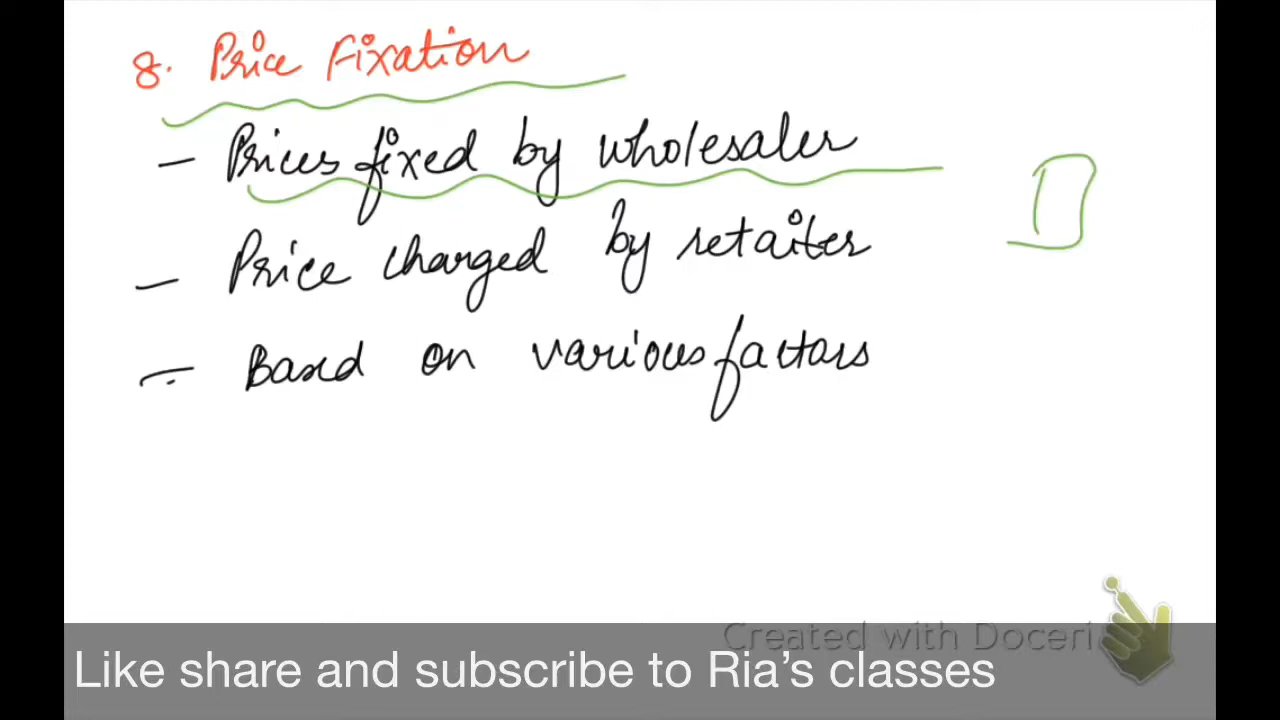 8. Price Fixation
- Prices fixed by wholesaler
- Price charged by retailer
- Based on various factors
Created with Doceri
Like share and subscribe to Ria's classes